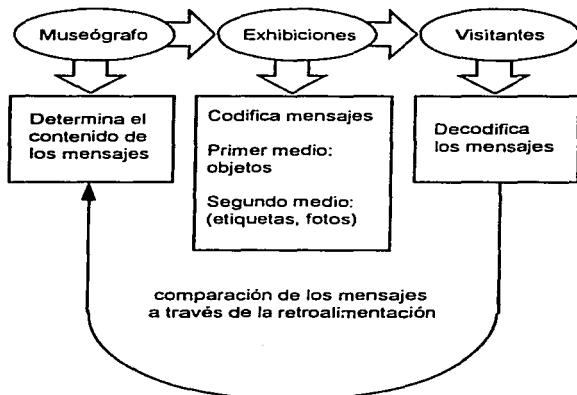 Museógrafo
Exhibiciones
Visitantes
Determina el
contenido de
los mensajes
Codifica mensajes
Primer medio:
objetos
Segundo medio:
(etiquetas, fotos)
Decodifica
los mensajes
comparación de los mensajes
a través de la retroalimentación